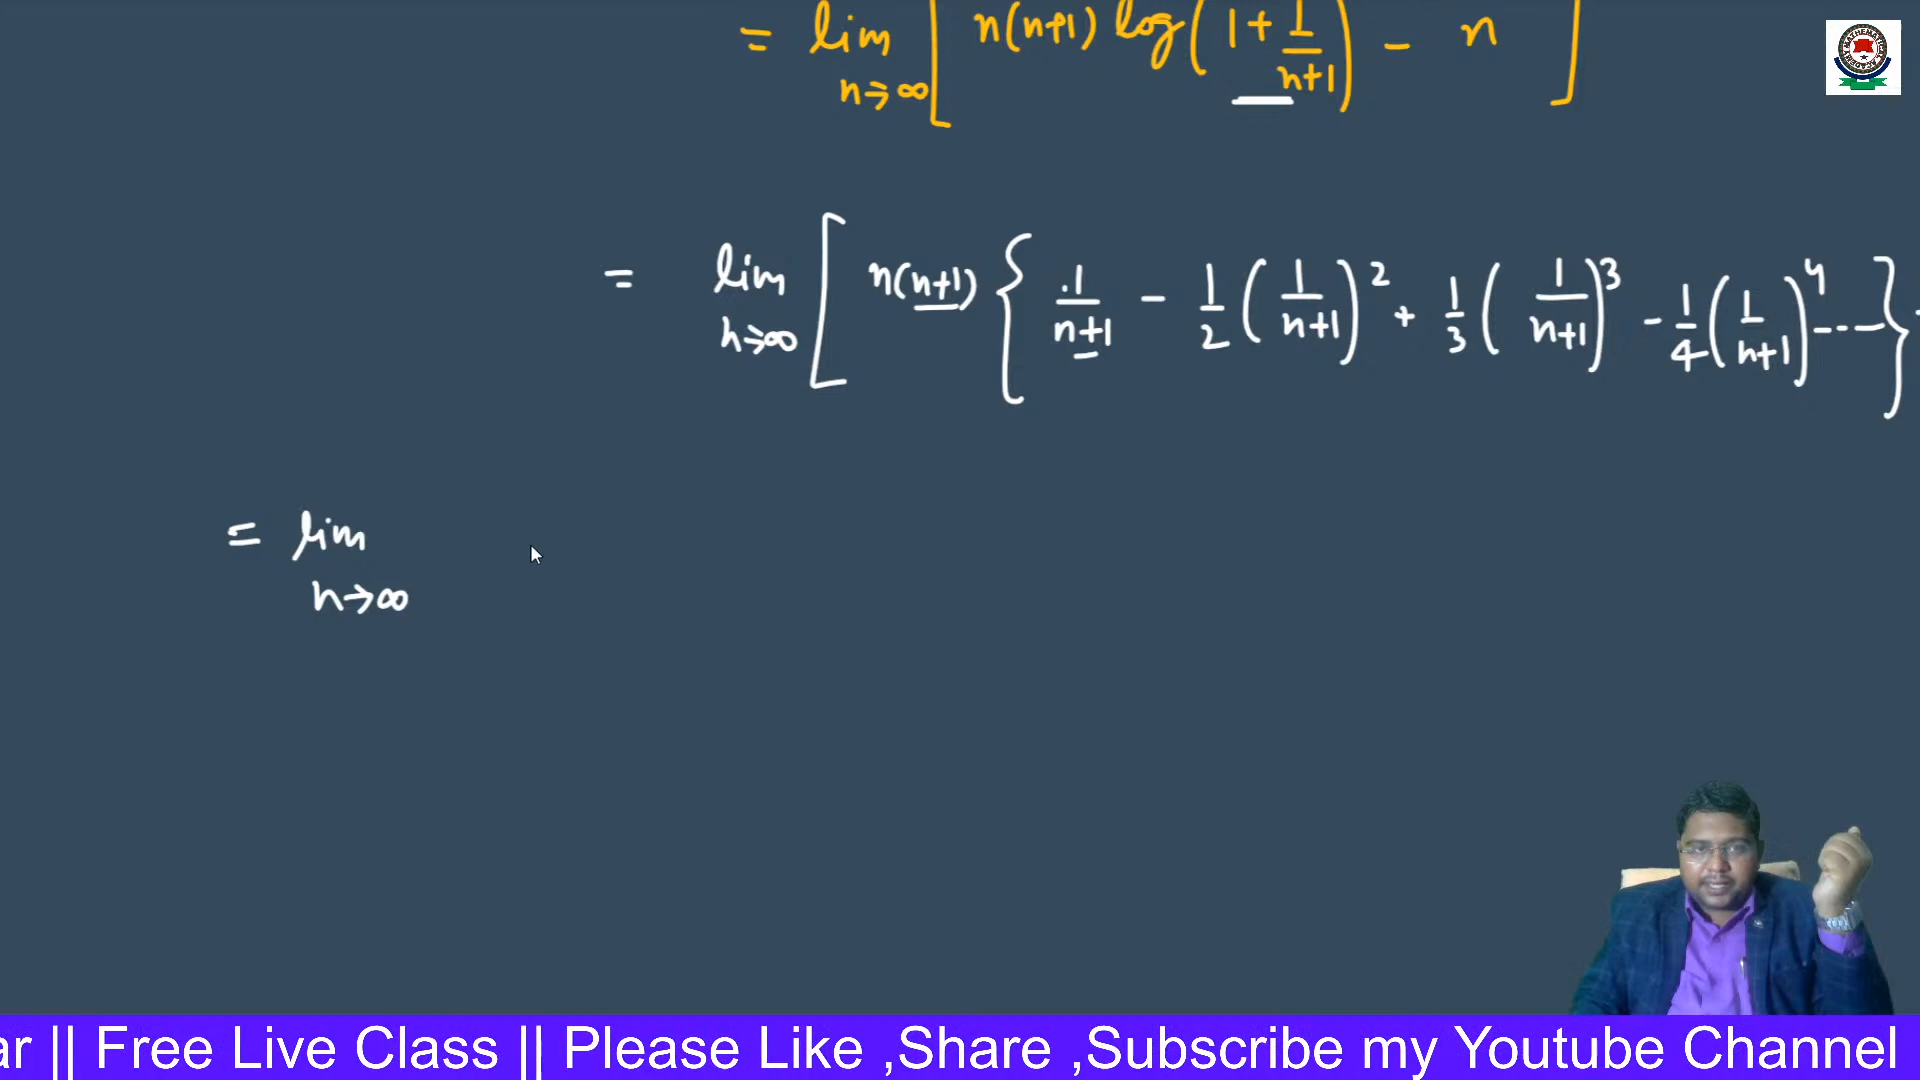 = lim n→∞ [ n(n+1) log( 1 + 1/(n+1) ) - n ]
= lim n→∞ [ n(n+1) { 1/(n+1) - 1/2 ( 1/(n+1) )² + 1/3 ( 1/(n+1) )³ - 1/4 ( 1/(n+1) )⁴ ---- } -
= lim n→∞
ar || Free Live Class || Please Like ,Share ,Subscribe my Youtube Channel